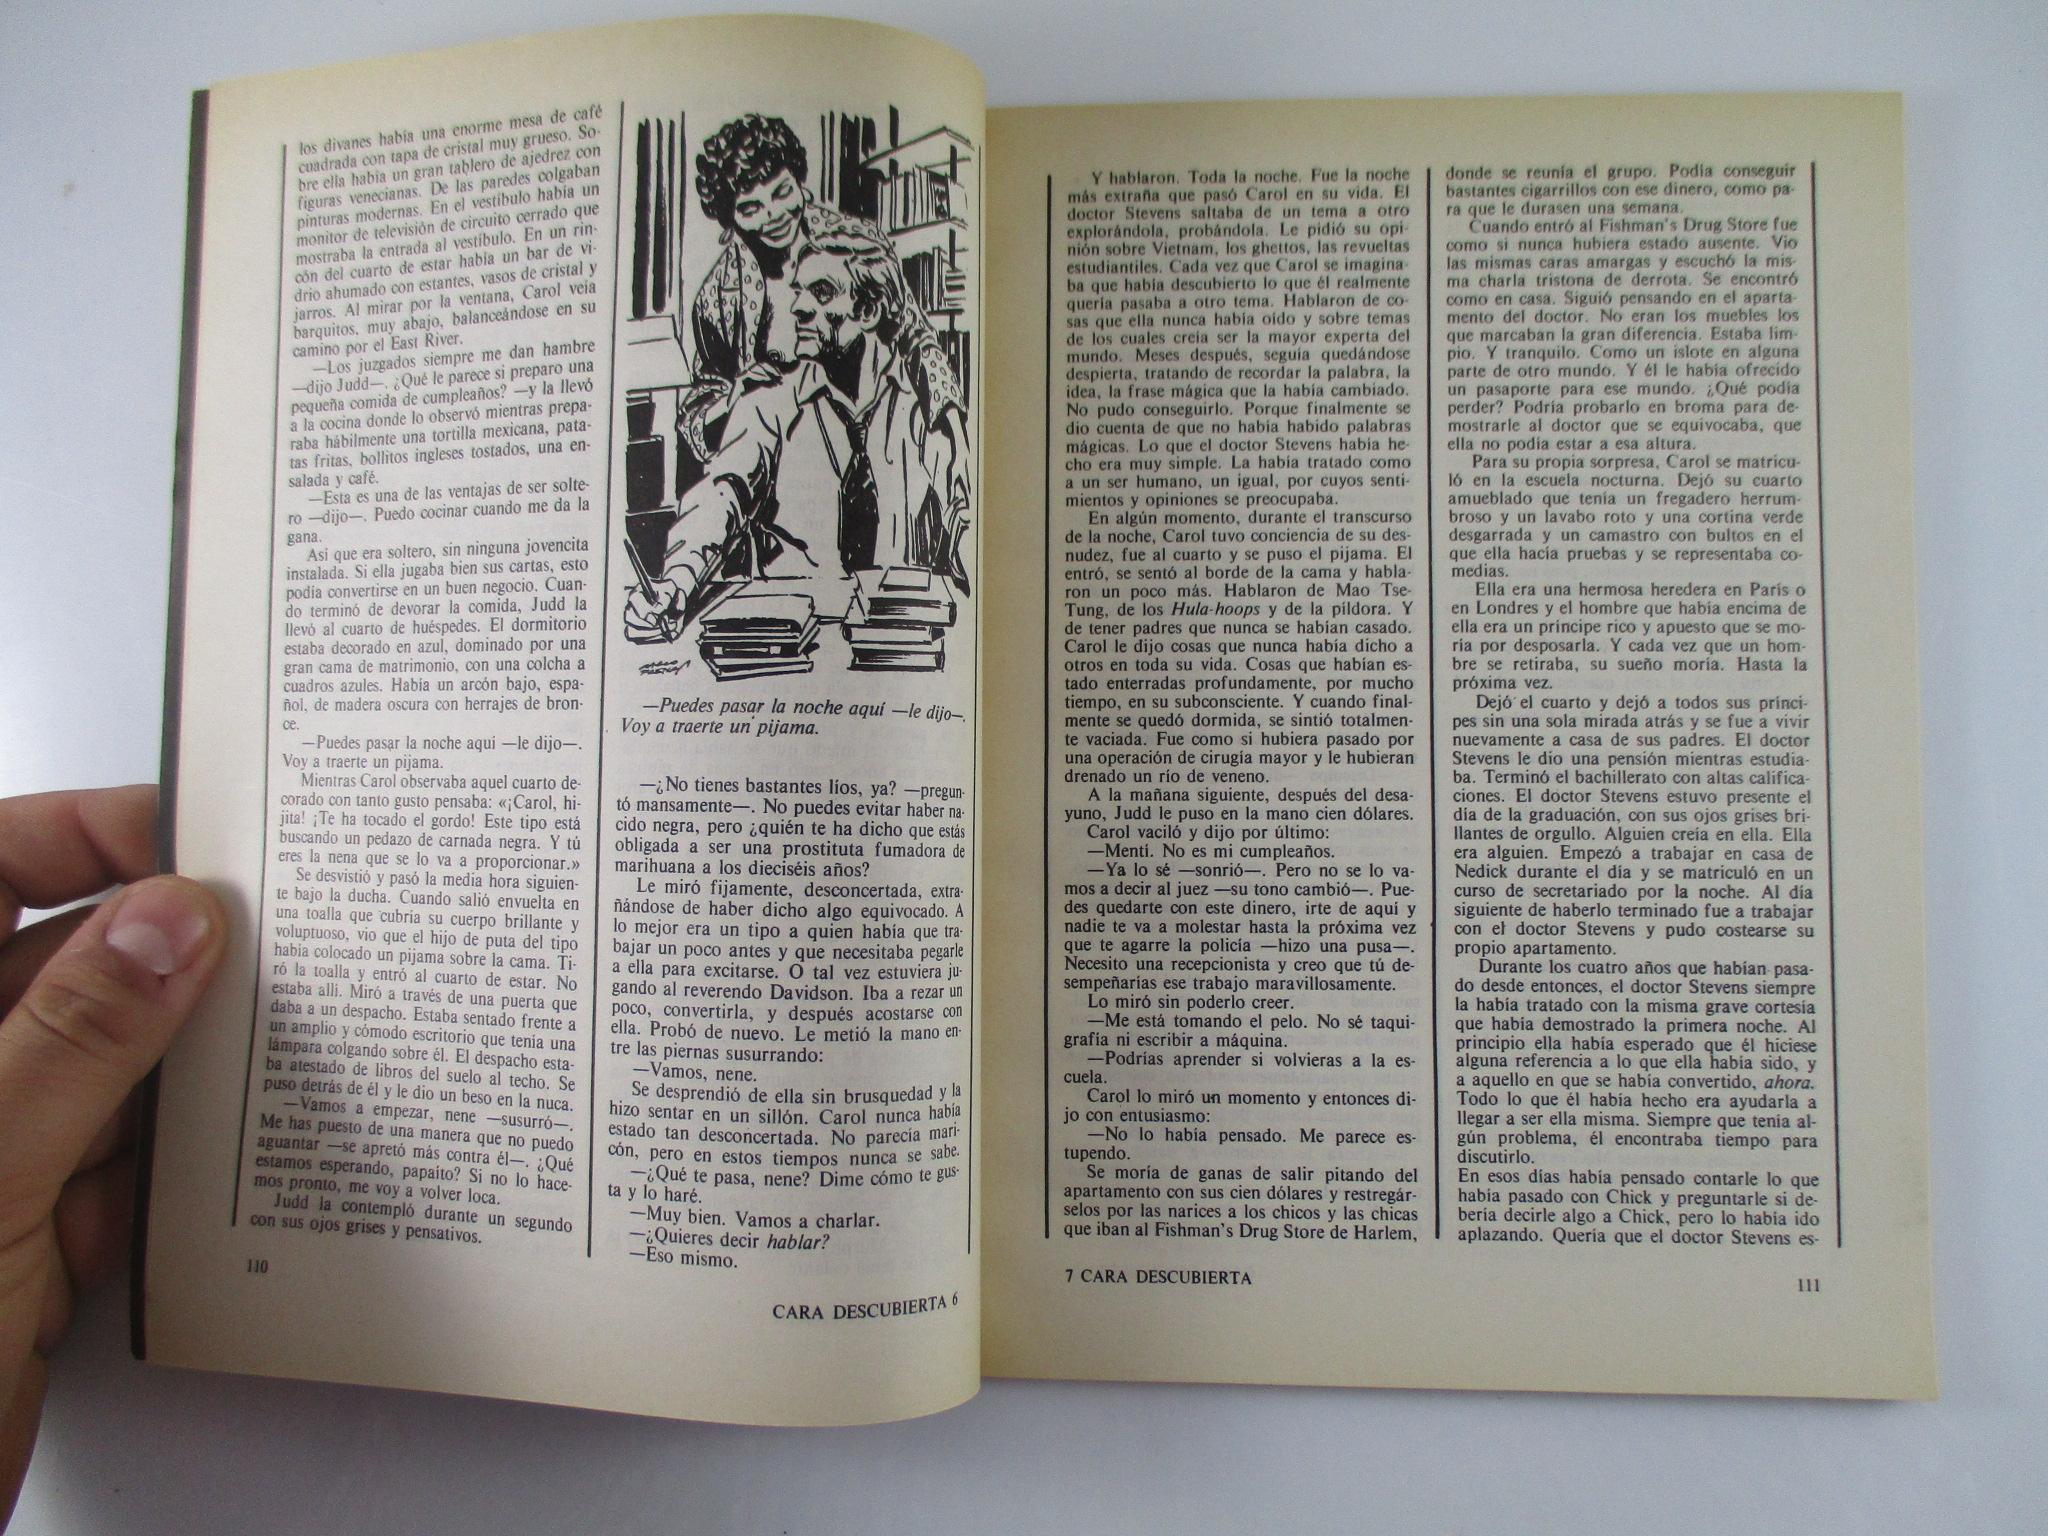 los divanes había una enorme mesa de café
cuadrada con tapa de cristal muy grueso. So-
bre ella había un gran tablero de ajedrez con
figuras venecianas. De las paredes colgaban
pinturas modernas. En el vestíbulo había un
monitor de televisión de circuito cerrado que
mostraba la entrada al vestíbulo. En un rin-
cón del cuarto de estar había un bar de vi-
drio ahumado con estantes, vasos de cristal y
jarros. Al mirar por la ventana, Carol veía
barquitos, muy abajo, balanceándose en su
camino por el East River.
—Los juzgados siempre me dan hambre
—dijo Judd—. ¿Qué le parece si preparo una
pequeña comida de cumpleaños? —y la llevó
a la cocina donde lo observó mientras prepa-
raba hábilmente una tortilla mexicana, pata-
tas fritas, bollitos ingleses tostados, una en-
salada y café.
—Esta es una de las ventajas de ser solte-
ro —dijo—. Puedo cocinar cuando me da la
gana.
Así que era soltero, sin ninguna jovencita
instalada. Si ella jugaba bien sus cartas, esto
podía convertirse en un buen negocio. Cuan-
do terminó de devorar la comida, Judd la
llevó al cuarto de huéspedes. El dormitorio
estaba decorado en azul, dominado por una
gran cama de matrimonio, con una colcha a
cuadros azules. Había un arcón bajo, espa-
ñol, de madera oscura con herrajes de bron-
ce.
—Puedes pasar la noche aquí —le dijo—.
Voy a traerte un pijama.
Mientras Carol observaba aquel cuarto de-
corado con tanto gusto pensaba: «¡Carol, hi-
jita! ¡Te ha tocado el gordo! Este tipo está
buscando un pedazo de carnada negra. Y tú
eres la nena que se lo va a proporcionar.»
Se desvistió y pasó la media hora siguien-
te bajo la ducha. Cuando salió envuelta en
una toalla que cubría su cuerpo brillante y
voluptuoso, vio que el hijo de puta del tipo
había colocado un pijama sobre la cama. Ti-
ró la toalla y entró al cuarto de estar. No
estaba allí. Miró a través de una puerta que
daba a un despacho. Estaba sentado frente a
un amplio y cómodo escritorio que tenía una
lámpara colgando sobre él. El despacho esta-
ba atestado de libros del suelo al techo. Se
puso detrás de él y le dio un beso en la nuca.
—Vamos a empezar, nene —susurró—.
Me has puesto de una manera que no puedo
aguantar —se apretó más contra él—. ¿Qué
estamos esperando, papaíto? Si no lo hace-
mos pronto, me voy a volver loca.
Judd la contempló durante un segundo
con sus ojos grises y pensativos.
110
—Puedes pasar la noche aquí —le dijo—.
Voy a traerte un pijama.
—¿No tienes bastantes líos, ya? —pregun-
tó mansamente—. No puedes evitar haber na-
cido negra, pero ¿quién te ha dicho que estás
obligada a ser una prostituta fumadora de
marihuana a los dieciséis años?
Le miró fijamente, desconcertada, extra-
ñándose de haber dicho algo equivocado. A
lo mejor era un tipo a quien había que tra-
bajar un poco antes y que necesitaba pegarle
a ella para excitarse. O tal vez estuviera ju-
gando al reverendo Davidson. Iba a rezar un
poco, convertirla, y después acostarse con
ella. Probó de nuevo. Le metió la mano en-
tre las piernas susurrando:
—Vamos, nene.
Se desprendió de ella sin brusquedad y la
hizo sentar en un sillón. Carol nunca había
estado tan desconcertada. No parecía mari-
cón, pero en estos tiempos nunca se sabe.
—¿Qué te pasa, nene? Dime cómo te gus-
ta y lo haré.
—Muy bien. Vamos a charlar.
—¿Quieres decir hablar?
—Eso mismo.
CARA DESCUBIERTA 6
Y hablaron. Toda la noche. Fue la noche
más extraña que pasó Carol en su vida. El
doctor Stevens saltaba de un tema a otro
explorándola, probándola. Le pidió su opi-
nión sobre Vietnam, los ghettos, las revueltas
estudiantiles. Cada vez que Carol se imagina-
ba que había descubierto lo que él realmente
quería pasaba a otro tema. Hablaron de co-
sas que ella nunca había oído y sobre temas
de los cuales creía ser la mayor experta del
mundo. Meses después, seguía quedándose
despierta, tratando de recordar la palabra, la
idea, la frase mágica que la había cambiado.
No pudo conseguirlo. Porque finalmente se
dio cuenta de que no había habido palabras
mágicas. Lo que el doctor Stevens había he-
cho era muy simple. La había tratado como
a un ser humano, un igual, por cuyos senti-
mientos y opiniones se preocupaba.
En algún momento, durante el transcurso
de la noche, Carol tuvo conciencia de su des-
nudez, fue al cuarto y se puso el pijama. El
entró, se sentó al borde de la cama y habla-
ron un poco más. Hablaron de Mao Tse-
Tung, de los Hula-hoops y de la píldora. Y
de tener padres que nunca se habían casado.
Carol le dijo cosas que nunca había dicho a
otros en toda su vida. Cosas que habían es-
tado enterradas profundamente, por mucho
tiempo, en su subconsciente. Y cuando final-
mente se quedó dormida, se sintió totalmen-
te vaciada. Fue como si hubiera pasado por
una operación de cirugía mayor y le hubieran
drenado un río de veneno.
A la mañana siguiente, después del desa-
yuno, Judd le puso en la mano cien dólares.
Carol vaciló y dijo por último:
—Mentí. No es mi cumpleaños.
—Ya lo sé —sonrió—. Pero no se lo va-
mos a decir al juez —su tono cambió—. Pue-
des quedarte con este dinero, irte de aquí y
nadie te va a molestar hasta la próxima vez
que te agarre la policía —hizo una pusa—.
Necesito una recepcionista y creo que tú de-
sempeñarías ese trabajo maravillosamente.
Lo miró sin poderlo creer.
—Me está tomando el pelo. No sé taqui-
grafía ni escribir a máquina.
—Podrías aprender si volvieras a la es-
cuela.
Carol lo miró un momento y entonces di-
jo con entusiasmo:
—No lo había pensado. Me parece es-
tupendo.
Se moría de ganas de salir pitando del
apartamento con sus cien dólares y restregár-
selos por las narices a los chicos y las chicas
que iban al Fishman's Drug Store de Harlem,
7 CARA DESCUBIERTA
donde se reunía el grupo. Podía conseguir
bastantes cigarrillos con ese dinero, como pa-
ra que le durasen una semana.
Cuando entró al Fishman's Drug Store fue
como si nunca hubiera estado ausente. Vio
las mismas caras amargas y escuchó la mis-
ma charla tristona de derrota. Se encontró
como en casa. Siguió pensando en el aparta-
mento del doctor. No eran los muebles los
que marcaban la gran diferencia. Estaba lim-
pio. Y tranquilo. Como un islote en alguna
parte de otro mundo. Y él le había ofrecido
un pasaporte para ese mundo. ¿Qué podía
perder? Podría probarlo en broma para de-
mostrarle al doctor que se equivocaba, que
ella no podía estar a esa altura.
Para su propia sorpresa, Carol se matricu-
ló en la escuela nocturna. Dejó su cuarto
amueblado que tenía un fregadero herrum-
broso y un lavabo roto y una cortina verde
desgarrada y un camastro con bultos en el
que ella hacía pruebas y se representaba co-
medias.
Ella era una hermosa heredera en París o
en Londres y el hombre que había encima de
ella era un príncipe rico y apuesto que se mo-
ría por desposarla. Y cada vez que un hom-
bre se retiraba, su sueño moría. Hasta la
próxima vez.
Dejó el cuarto y dejó a todos sus prínci-
pes sin una sola mirada atrás y se fue a vivir
nuevamente a casa de sus padres. El doctor
Stevens le dio una pensión mientras estudia-
ba. Terminó el bachillerato con altas califica-
ciones. El doctor Stevens estuvo presente el
día de la graduación, con sus ojos grises bri-
llantes de orgullo. Alguien creía en ella. Ella
era alguien. Empezó a trabajar en casa de
Nedick durante el día y se matriculó en un
curso de secretariado por la noche. Al día
siguiente de haberlo terminado fue a trabajar
con el doctor Stevens y pudo costearse su
propio apartamento.
Durante los cuatro años que habían pasa-
do desde entonces, el doctor Stevens siempre
la había tratado con la misma grave cortesía
que había demostrado la primera noche. Al
principio ella había esperado que él hiciese
alguna referencia a lo que ella había sido, y
a aquello en que se había convertido, ahora.
Todo lo que él había hecho era ayudarla a
llegar a ser ella misma. Siempre que tenía al-
gún problema, él encontraba tiempo para
discutirlo.
En esos días había pensado contarle lo que
había pasado con Chick y preguntarle si de-
bería decirle algo a Chick, pero lo había ido
aplazando. Quería que el doctor Stevens es-
111